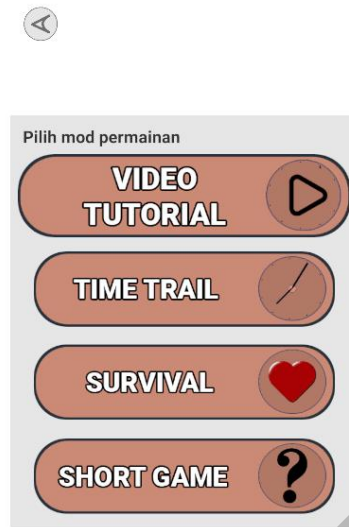 Pilih mod permainan
VIDEO
TUTORIAL
TIME TRAIL
SURVIVAL
SHORT GAME
?